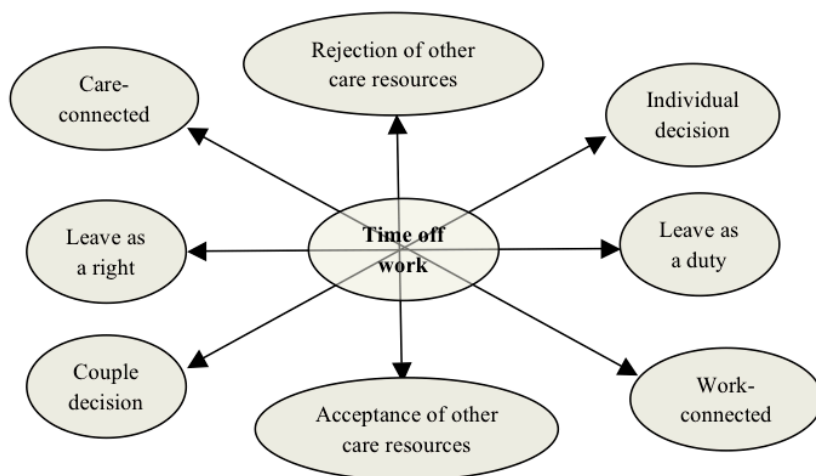 Rejection of other
care resources
Care-
connected
Individual
decision
Leave as
a right
Time off
work
Leave as
a duty
Couple
decision
Acceptance of other
care resources
Work-
connected